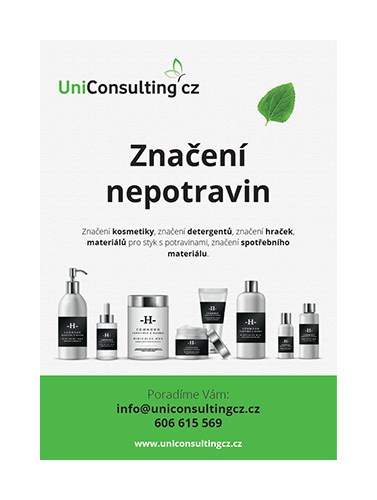 UniConsulting cz
Značení
nepotravin
Značení kosmetiky, značení detergentů, značení hraček,
materiálů pro styk s potravinami, značení spotřebního
materiálu.
-H-
-H-
-H-
-H-
-H-
-H-
-H-
-H-
Poradíme Vám:
info@uniconsultingcz.cz
606 615 569
www.uniconsultingcz.cz